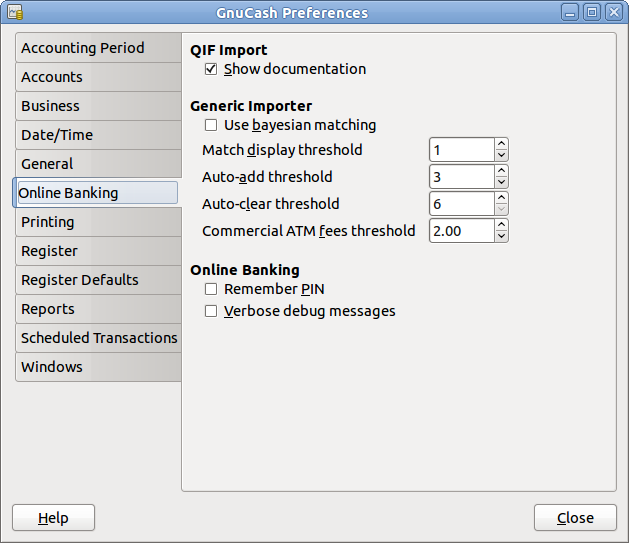 GnuCash Preferences
Accounting Period
Accounts
Business
Date/Time
General
Online Banking
Printing
Register
Register Defaults
Reports
Scheduled Transactions
Windows
QIF Import
Show documentation
Generic Importer
Use bayesian matching
Match display threshold 1
Auto-add threshold 3
Auto-clear threshold 6
Commercial ATM fees threshold 2.00
Online Banking
Remember PIN
Verbose debug messages
Help Close